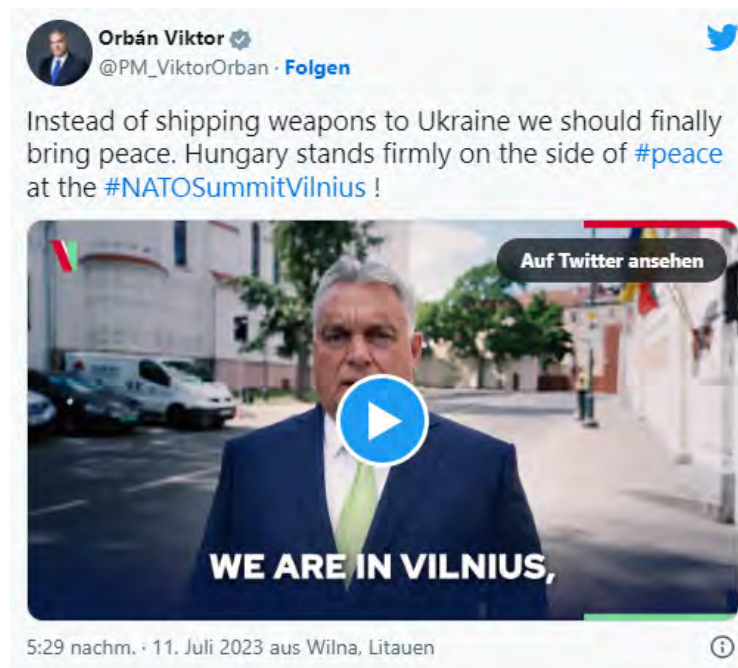 Orbán Viktor
@PM_ViktorOrban · Folgen
Instead of shipping weapons to Ukraine we should finally
bring peace. Hungary stands firmly on the side of #peace
at the #NATOSummitVilnius !
Auf Twitter ansehen
WE ARE IN VILNIUS,
5:29 nachm. · 11. Juli 2023 aus Wilna, Litauen